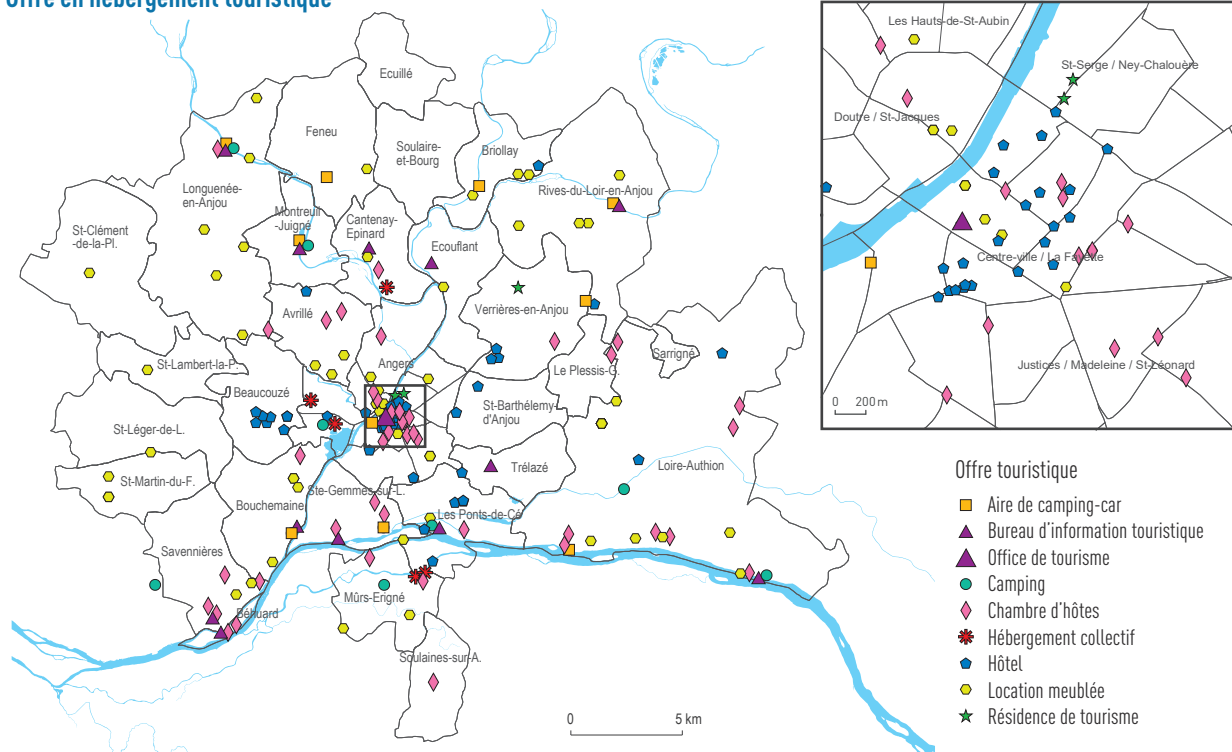 Offre en hébergement touristique
Ecuillé
Feneu
Soulaire-
et-Bourg
Briollay
Longuenée-
en-Anjou
Rives-du-Loir-en-Anjou
Montreuil
-Juigné
Cantenay-
Epinard
St-Clément
-de-la-Pl.
Ecouflant
Avrillé
Verrières-en-Anjou
St-Lambert-la-P.
Angers
Le Plessis-G.
Sarrigné
Beaucouzé
St-Barthélemy-
d'Anjou
St-Léger-de-L.
Trélazé
Loire-Authion
St-Martin-du-F.
Ste-Gemmes-sur-L.
Bouchemaine
Les Ponts-de-Cé
Savennières
Mûrs-Erigné
Béhuard
Soulaines-sur-A.
0 5 km
Les Hauts-de-St-Aubin
St-Serge / Ney-Chalouère
Doutre / St-Jacques
Centre-ville / La Fayette
Justices / Madeleine / St-Léonard
0 200 m
Offre touristique
Aire de camping-car
Bureau d'information touristique
Office de tourisme
Camping
Chambre d'hôtes
Hébergement collectif
Hôtel
Location meublée
Résidence de tourisme